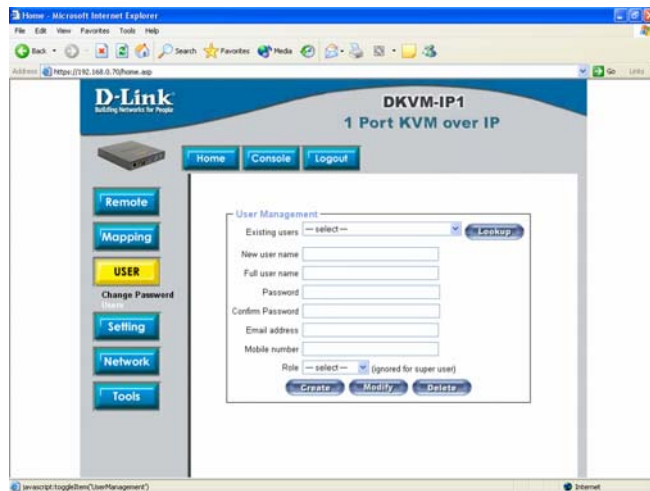 Home - Microsoft Internet Explorer
File Edit View Favorites Tools Help
Back Search Favorites Media
Address https://192.168.0.70/home.asp Go Links
D-Link
Building Networks for People
DKVM-IP1
1 Port KVM over IP
Home Console Logout
Remote
Mapping
USER
Change Password
Users
Setting
Network
Tools
User Management
Existing users -- select -- Lookup
New user name
Full user name
Password
Confirm Password
Email address
Mobile number
Role -- select -- (ignored for super user)
Create Modify Delete
javascript:toggleItem('UserManagement') Internet